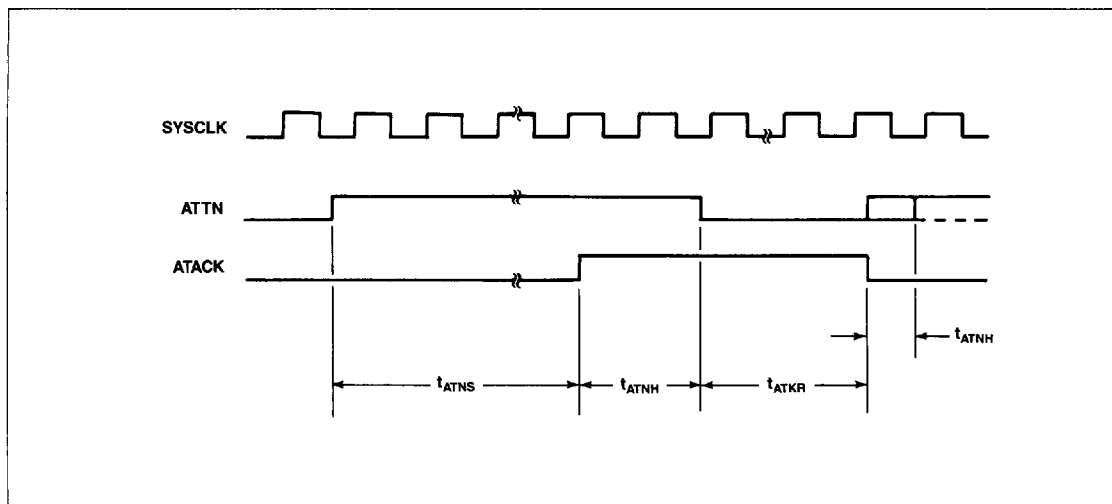 SYSCLK
ATTN
ATACK
tATNH
tATNS
tATNH
tATKR